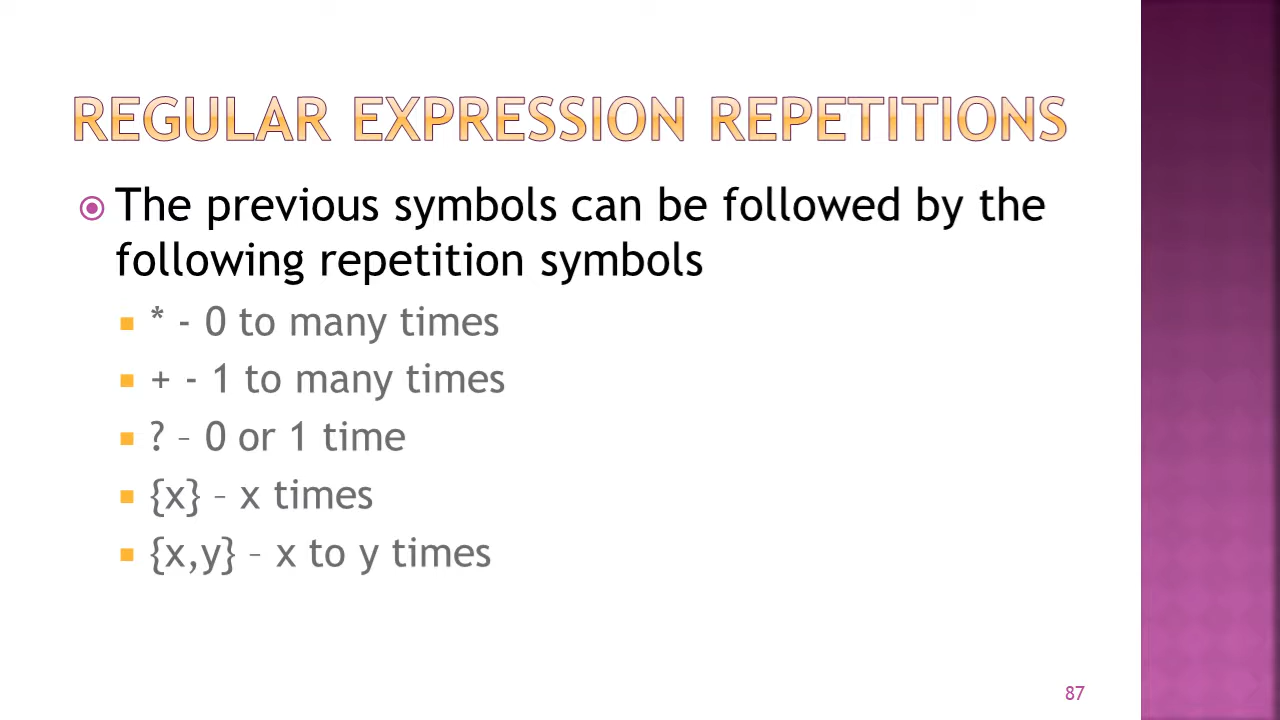 REGULAR EXPRESSION REPETITIONS
The previous symbols can be followed by the
following repetition symbols
* - 0 to many times
+ - 1 to many times
? – 0 or 1 time
{x} – x times
{x,y} – x to y times
87